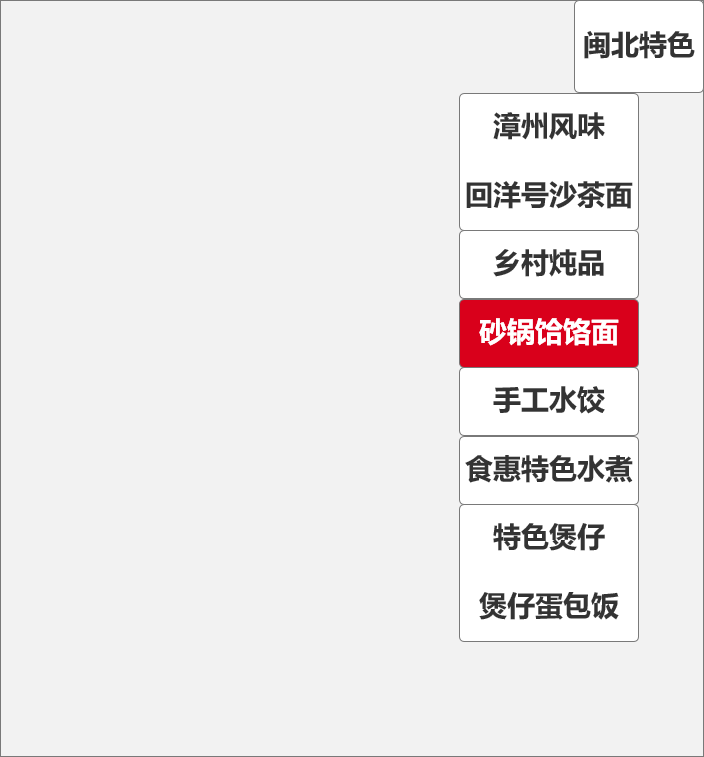 闽北特色
漳州风味
回洋号沙茶面
乡村炖品
砂锅饸饹面
手工水饺
食惠特色水煮
特色煲仔
煲仔蛋包饭